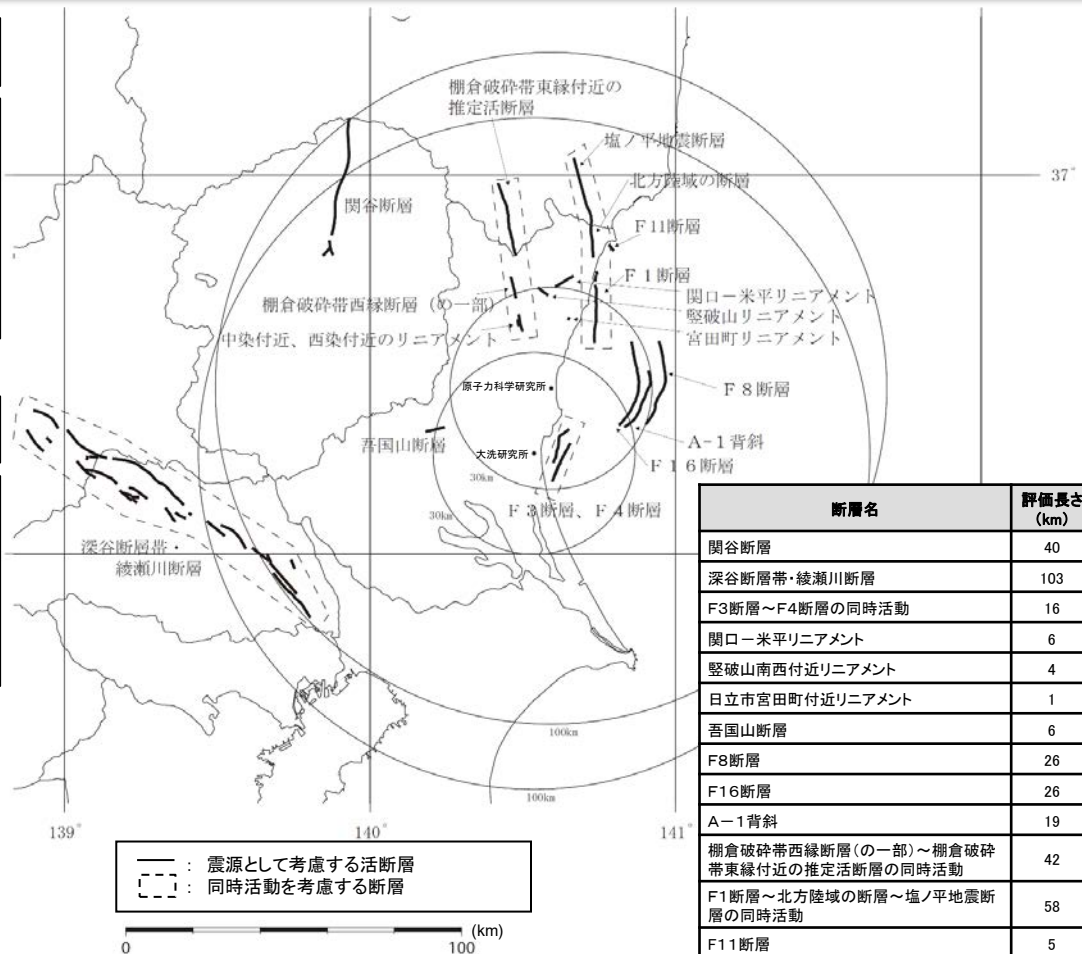 棚倉破砕帯東縁付近の
推定活断層
塩ノ平地震断層
37°
北方陸域の断層
関谷断層
F11断層
F1断層
関口ー米平リニアメント
棚倉破砕帯西縁断層（の一部）
竪破山リニアメント
中染付近、西染付近のリニアメント
宮田町リニアメント
原子力科学研究所
F8断層
吾国山断層
A-1背斜
大洗研究所
F16断層
30km
30km
F3断層、F4断層
深谷断層帯・
綾瀬川断層
100km
100km
139°
140°
141°
断層名
評価長さ
(km)
関谷断層
40
深谷断層帯・綾瀬川断層
103
F3断層～F4断層の同時活動
16
関口ー米平リニアメント
6
竪破山南西付近リニアメント
4
日立市宮田町付近リニアメント
1
吾国山断層
6
F8断層
26
F16断層
26
A－1背斜
19
棚倉破砕帯西縁断層(の一部)～棚倉破砕
帯東縁付近の推定活断層の同時活動
42
F1断層～北方陸域の断層～塩ノ平地震断
層の同時活動
58
F11断層
5
： 震源として考慮する活断層
： 同時活動を考慮する断層
(km)
0
100